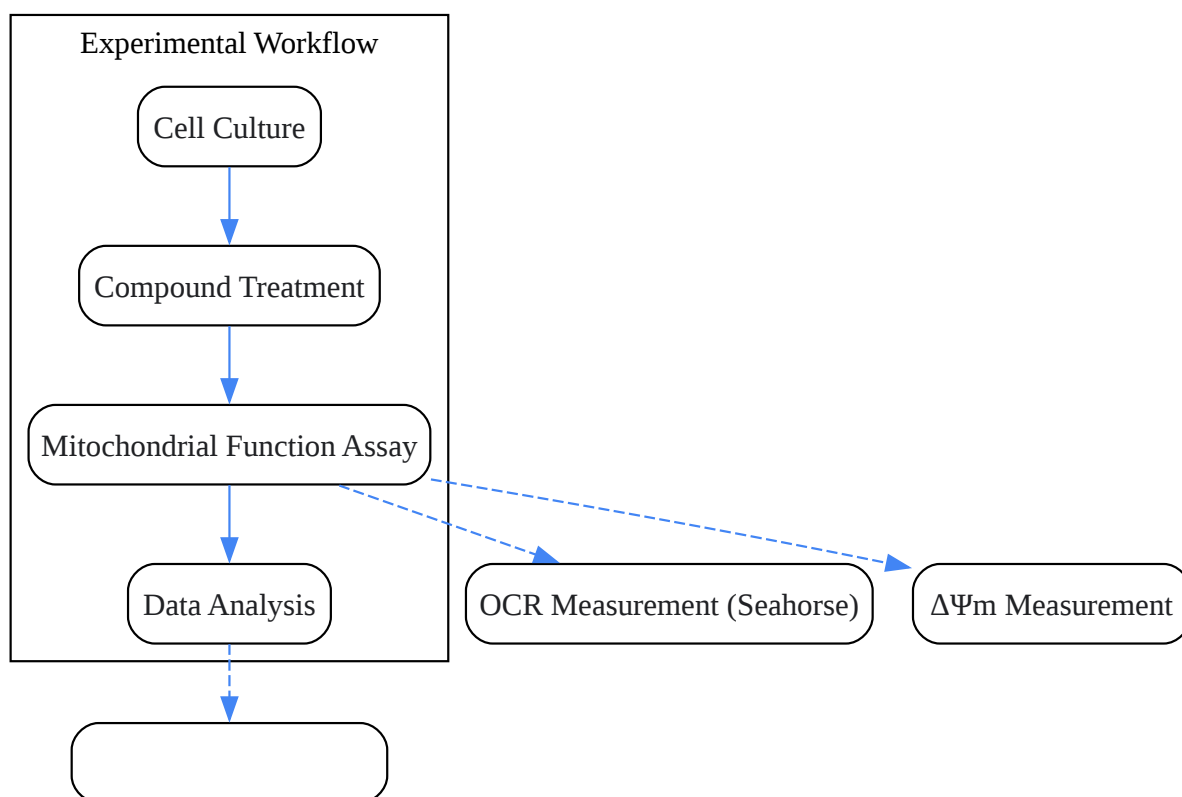 Experimental Workflow
Cell Culture
Compound Treatment
Mitochondrial Function Assay
Data Analysis
OCR Measurement (Seahorse)
ΔΨm Measurement